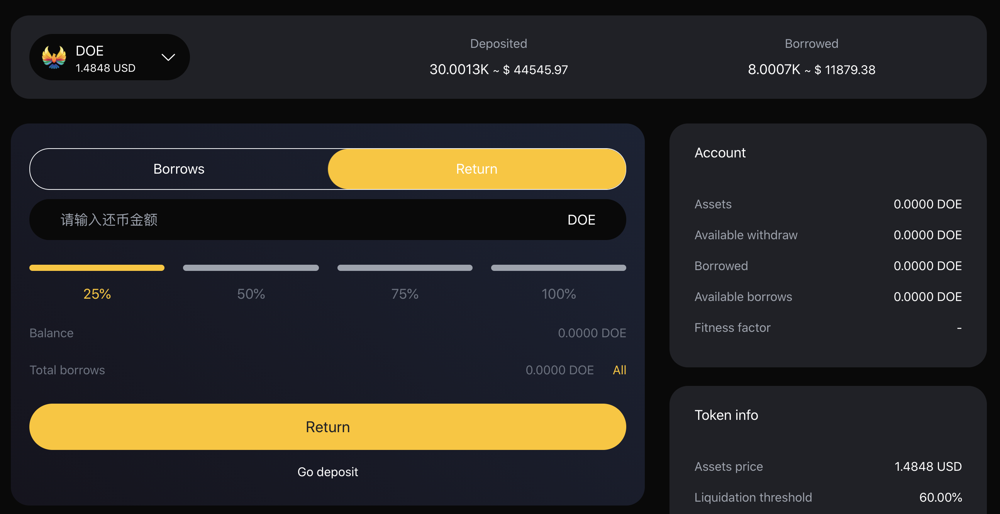 DOE
1.4848 USD
Deposited
30.0013K ~ $ 44545.97
Borrowed
8.0007K ~ $ 11879.38
Borrows
Return
请输入还币金额
DOE
25%
50%
75%
100%
Balance
0.0000 DOE
Total borrows
0.0000 DOE
All
Return
Go deposit
Account
Assets
0.0000 DOE
Available withdraw
0.0000 DOE
Borrowed
0.0000 DOE
Available borrows
0.0000 DOE
Fitness factor
-
Token info
Assets price
1.4848 USD
Liquidation threshold
60.00%